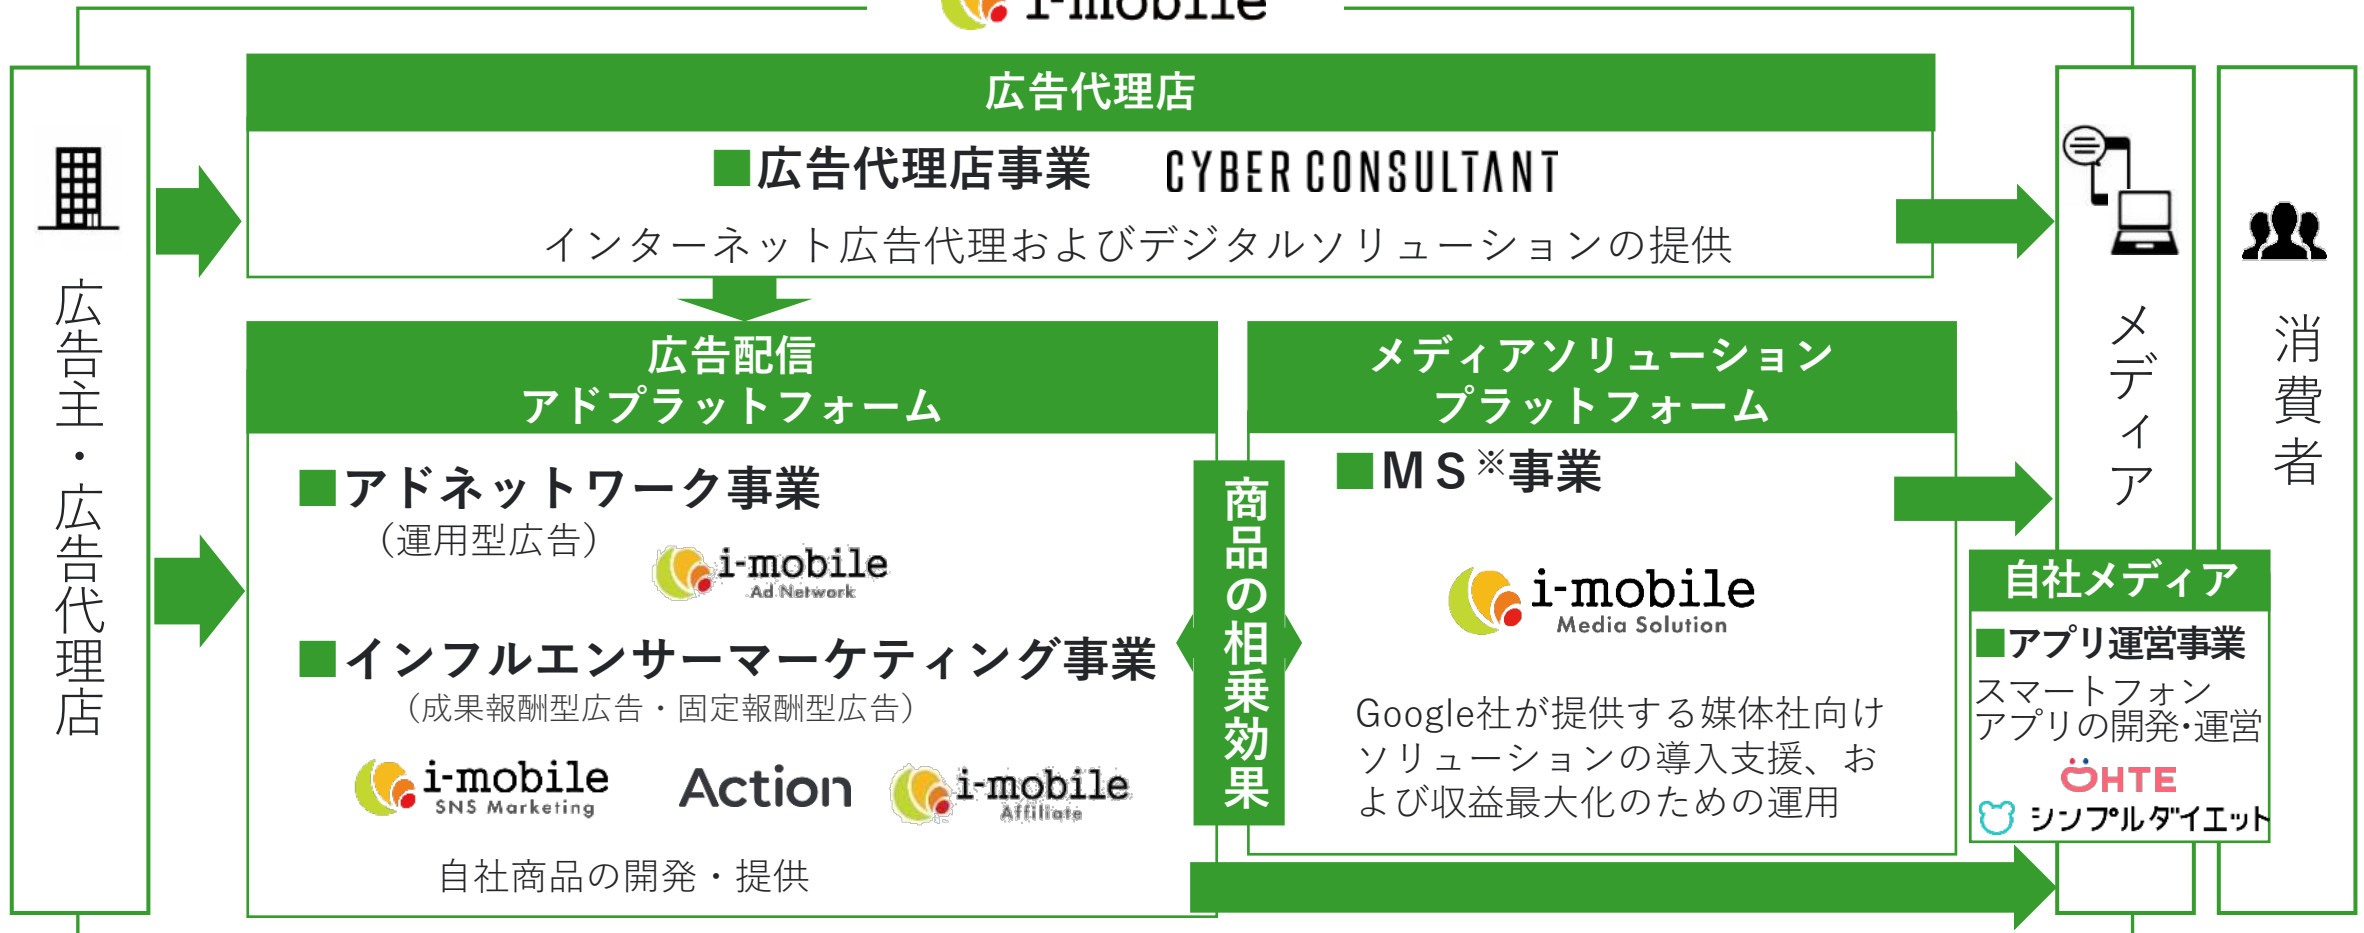 i-mobile
広告主・広告代理店
広告代理店
■広告代理店事業 CYBER CONSULTANT
インターネット広告代理およびデジタルソリューションの提供
広告配信
アドプラットフォーム
■アドネットワーク事業
（運用型広告）
i-mobile
Ad Network
■インフルエンサーマーケティング事業
（成果報酬型広告・固定報酬型広告）
i-mobile
SNS Marketing
Action
i-mobile
Affiliate
自社商品の開発・提供
商品の相乗効果
メディアソリューション
プラットフォーム
■ＭＳ※事業
i-mobile
Media Solution
Google社が提供する媒体社向け
ソリューションの導入支援、お
よび収益最大化のための運用
メディア
消費者
自社メディア
■アプリ運営事業
スマートフォン
アプリの開発・運営
OHTE
シンプルダイエット